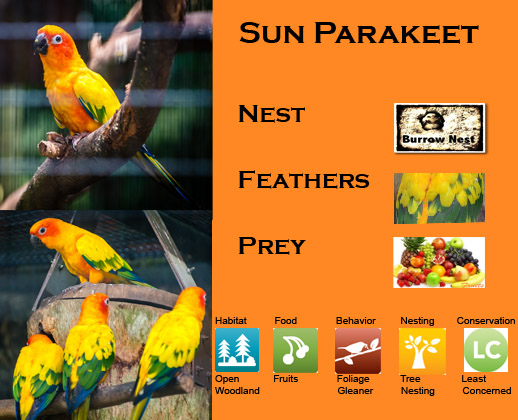 Sun Parakeet
Nest
Burrow Nest
Feathers
Prey
Habitat Food Behavior Nesting Conservation
LC
Open Fruits Foliage Tree Least
Woodland Gleaner Nesting Concerned